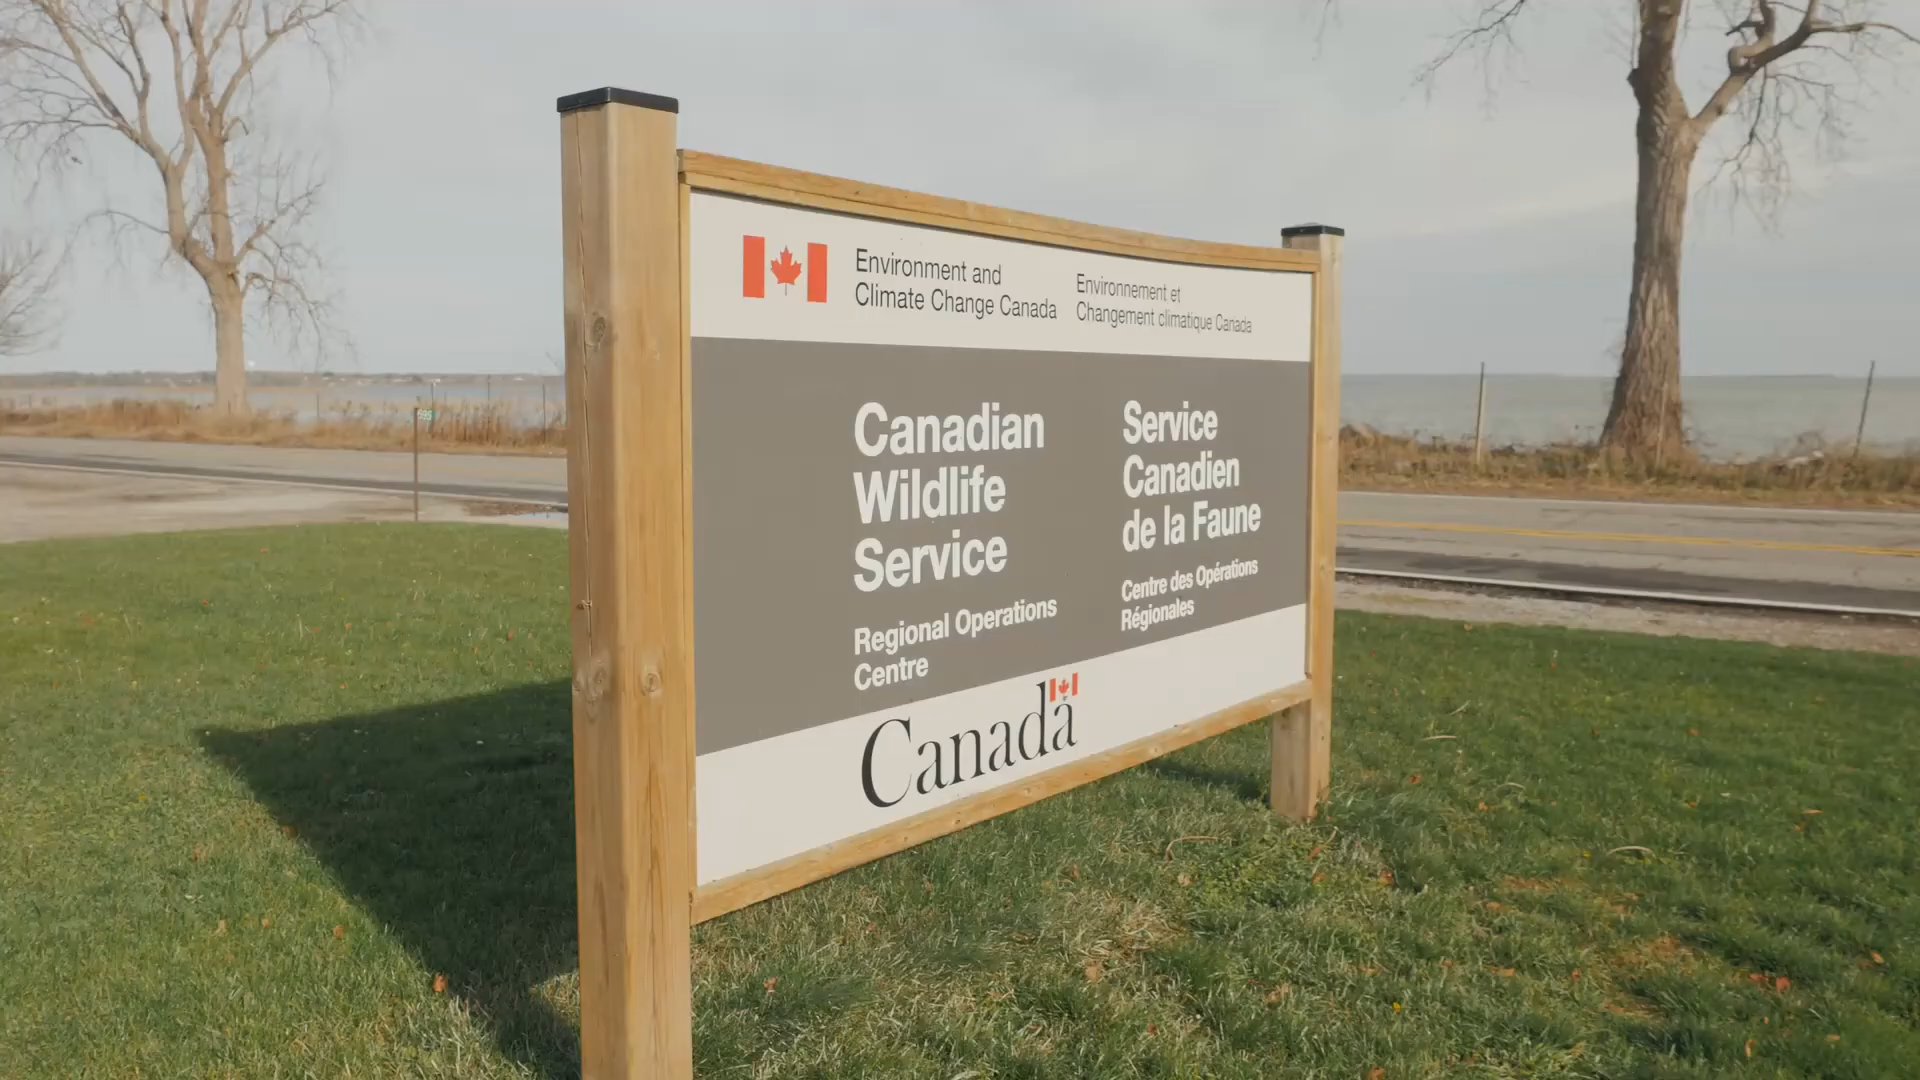 Environment and
Climate Change Canada
Environnement et
Changement climatique Canada
Canadian
Wildlife
Service
Regional Operations
Centre
Service
Canadien
de la Faune
Centre des Opérations
Régionales
Canada
595